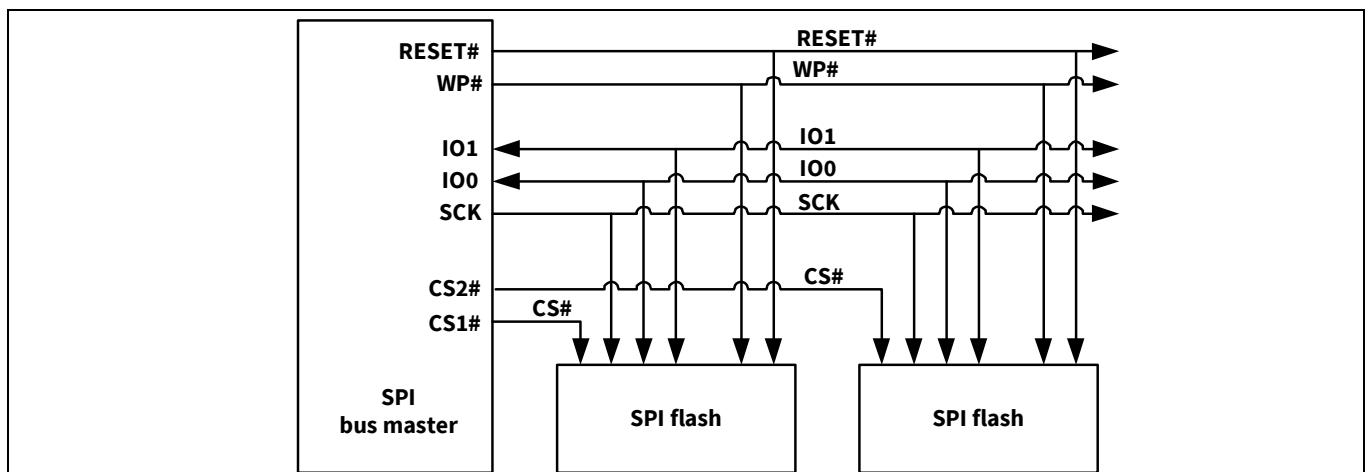 RESET#
RESET#
WP#
WP#
IO1
IO1
IO0
IO0
SCK
SCK
CS2#
CS#
CS1#
CS#
SPI
bus master
SPI flash
SPI flash